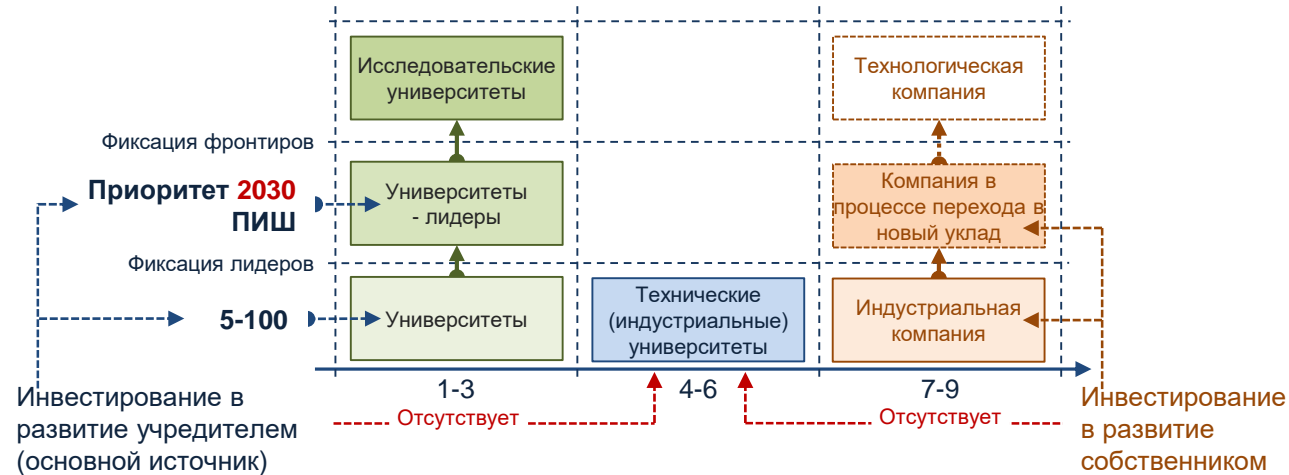 Исследовательские
университеты
Технологическая
компания
Фиксация фронтиров
Приоритет 2030
ПИШ
Университеты
- лидеры
Компания в
процессе перехода в
новый уклад
Фиксация лидеров
5-100
Университеты
Технические
(индустриальные)
университеты
Индустриальная
компания
1-3
4-6
7-9
Инвестирование в
развитие учредителем
(основной источник)
Отсутствует
Отсутствует
Инвестирование
в развитие
собственником